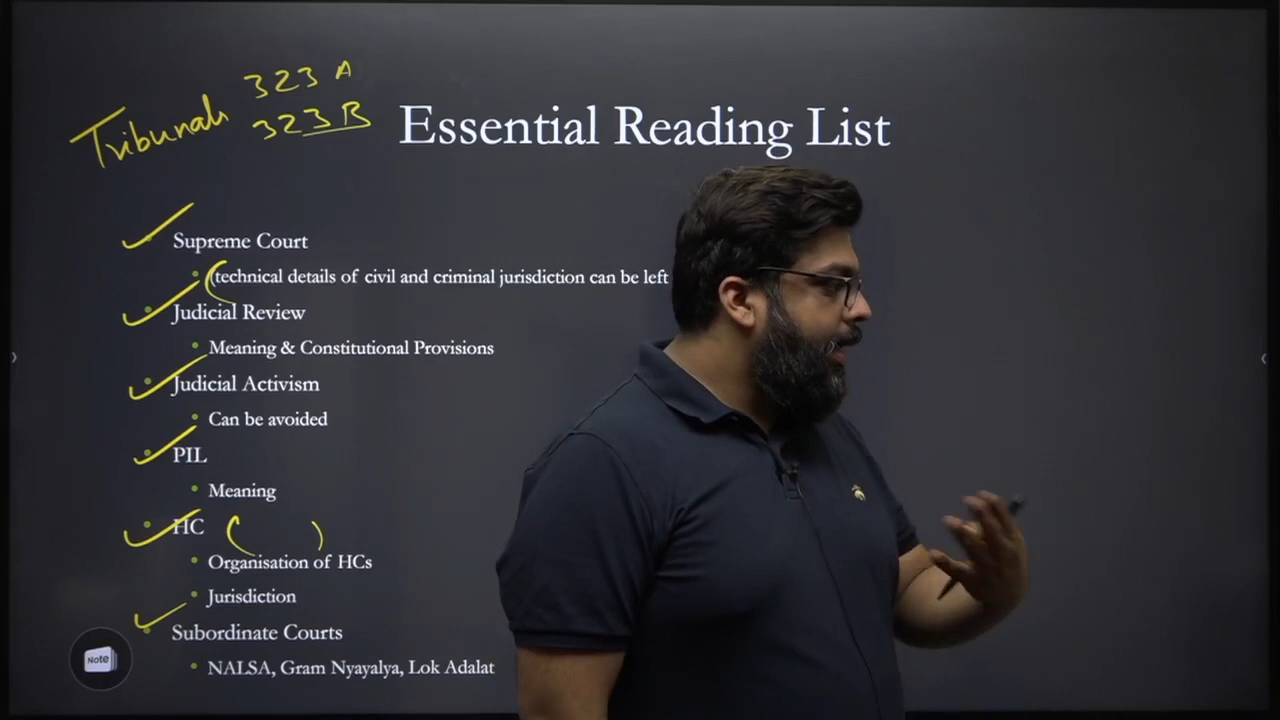 Tribunals 323 A
323 B
Essential Reading List
Supreme Court
(technical details of civil and criminal jurisdiction can be left
Judicial Review
Meaning & Constitutional Provisions
Judicial Activism
Can be avoided
PIL
Meaning
HC ( )
Organisation of HCs
Jurisdiction
Subordinate Courts
NALSA, Gram Nyayalya, Lok Adalat
Note